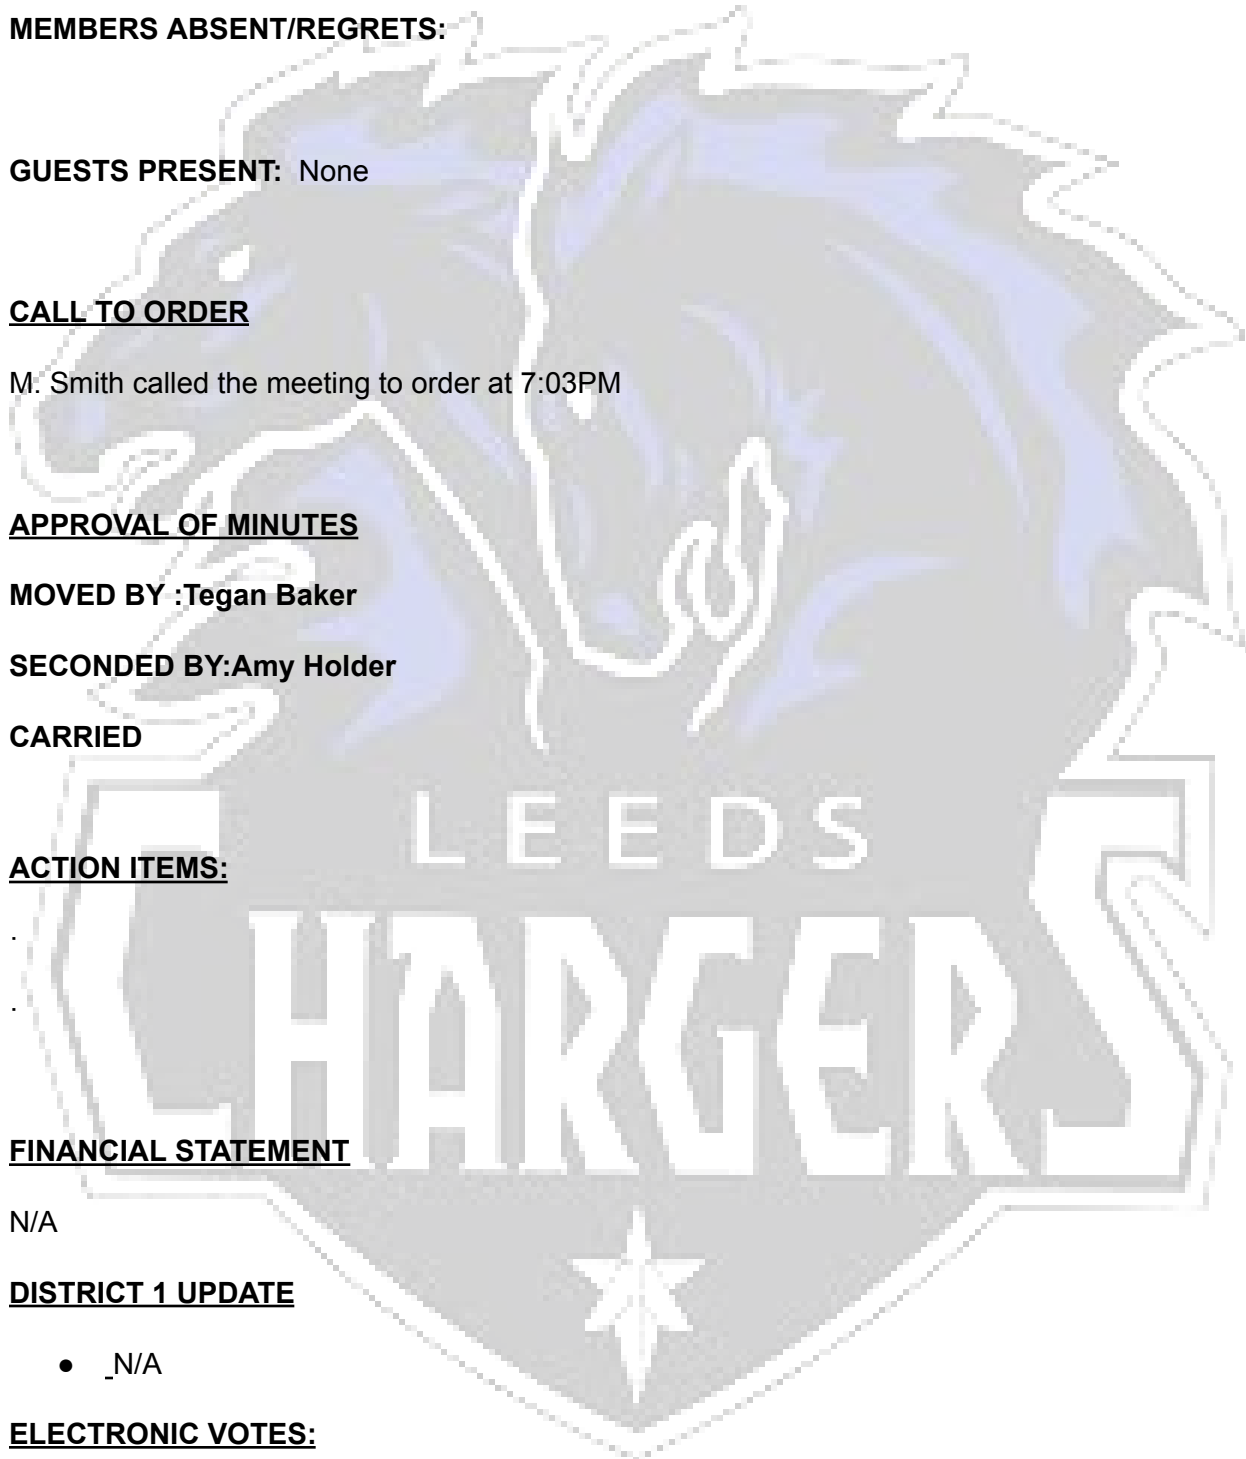 MEMBERS ABSENT/REGRETS:
GUESTS PRESENT: None
CALL TO ORDER
M. Smith called the meeting to order at 7:03PM
APPROVAL OF MINUTES
MOVED BY :Tegan Baker
SECONDED BY:Amy Holder
CARRIED
LEEDS
ACTION ITEMS:
.
CHARGERS
.
FINANCIAL STATEMENT
N/A
DISTRICT 1 UPDATE
● N/A
ELECTRONIC VOTES: